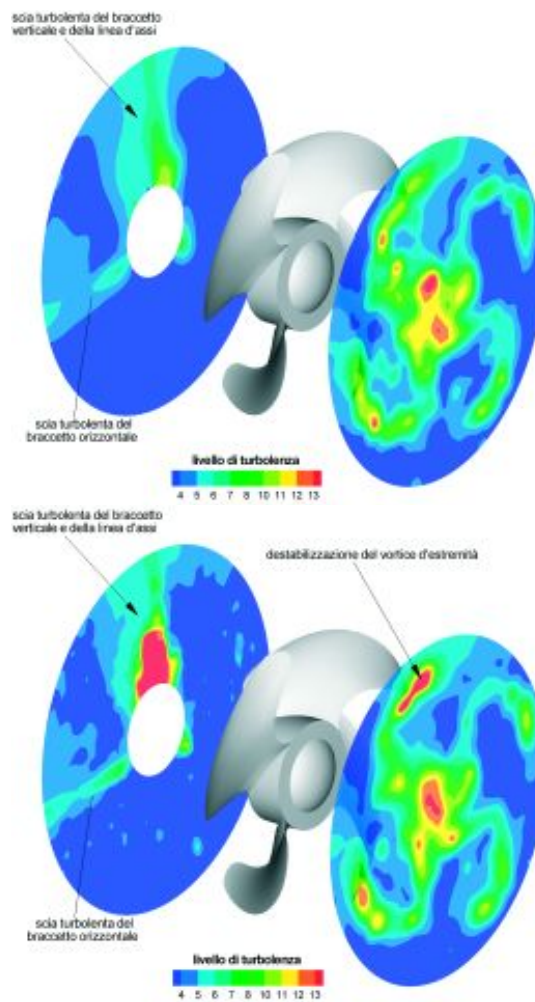 scia turbolenta del braccetto
verticale e della linea d'assi
scia turbolenta del
braccetto orizzontale
livello di turbolenza
4 5 6 7 8 10 11 12 13
scia turbolenta del braccetto
verticale e della linea d'assi
destabilizzazione del vortice d'estremità
scia turbolenta del
braccetto orizzontale
livello di turbolenza
4 5 6 7 8 10 11 12 13